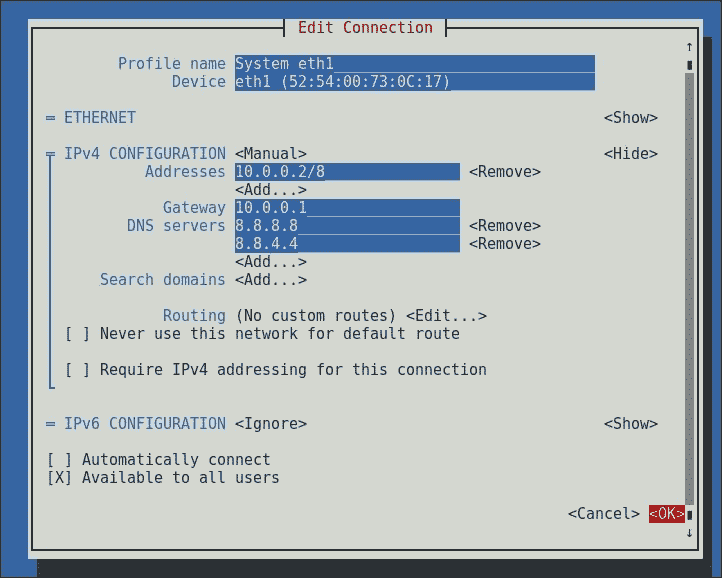 Edit Connection
Profile name System eth1
Device eth1 (52:54:00:73:0C:17)
= ETHERNET <Show>
IPv4 CONFIGURATION <Manual> <Hide>
Addresses 10.0.0.2/8 <Remove>
<Add...>
Gateway 10.0.0.1
DNS servers 8.8.8.8 <Remove>
8.8.4.4 <Remove>
<Add...>
Search domains <Add...>
Routing (No custom routes) <Edit...>
[ ] Never use this network for default route
[ ] Require IPv4 addressing for this connection
= IPv6 CONFIGURATION <Ignore> <Show>
[ ] Automatically connect
[X] Available to all users
<Cancel> <OK>